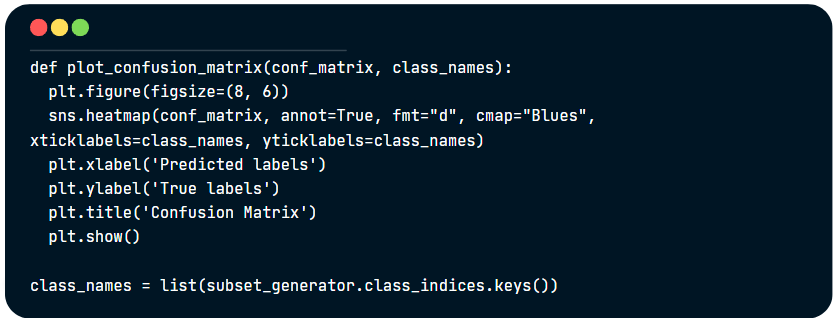 def plot_confusion_matrix(conf_matrix, class_names):
  plt.figure(figsize=(8, 6))
  sns.heatmap(conf_matrix, annot=True, fmt="d", cmap="Blues",
xticklabels=class_names, yticklabels=class_names)
  plt.xlabel('Predicted labels')
  plt.ylabel('True labels')
  plt.title('Confusion Matrix')
  plt.show()

class_names = list(subset_generator.class_indices.keys())